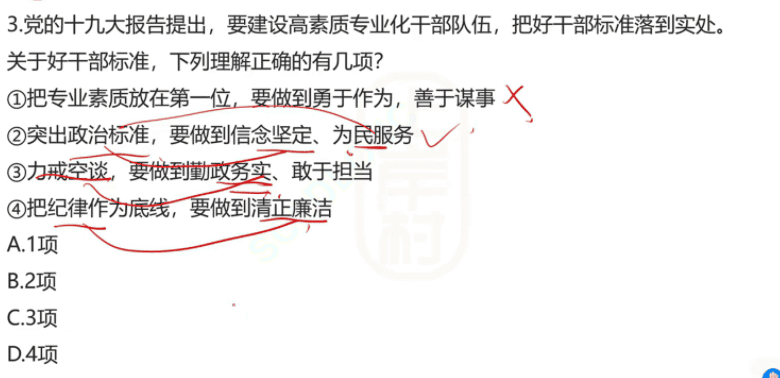 3.党的十九大报告提出，要建设高素质专业化干部队伍，把好干部标准落到实处。
关于好干部标准，下列理解正确的有几项？
①把专业素质放在第一位，要做到勇于作为，善于谋事
②突出政治标准，要做到信念坚定、为民服务
③力戒空谈，要做到勤政务实、敢于担当
④把纪律作为底线，要做到清正廉洁
A.1项
B.2项
C.3项
D.4项